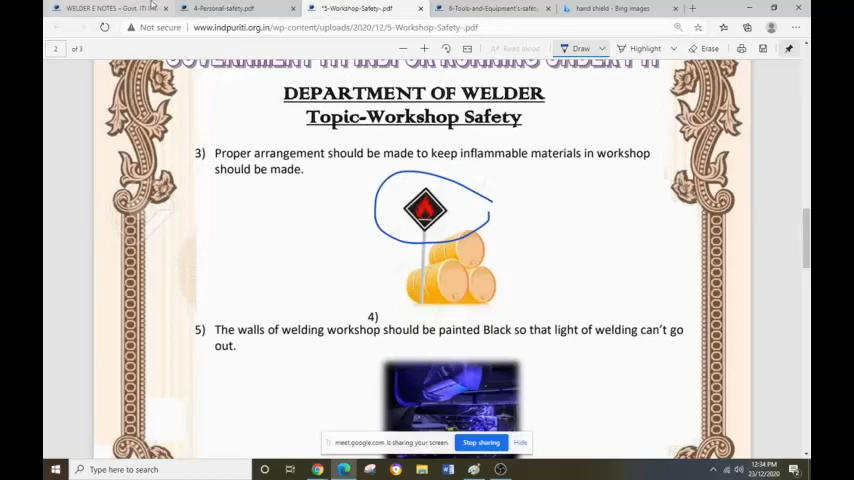 WELDER E NOTES – Govt. ITI
4-Personal-safety.pdf
*5-Workshop-Safety-.pdf
6-Tools-and-Equipment's-safety.
hand shield - Bing images
Not secure
www.indpuriti.org.in/wp-content/uploads/2020/12/5-Workshop-Safety-.pdf
2 of 3
Read aloud
Draw
Highlight
Erase
DEPARTMENT OF WELDER
Topic-Workshop Safety
3) Proper arrangement should be made to keep inflammable materials in workshop
should be made.
4)
5) The walls of welding workshop should be painted Black so that light of welding can't go
out.
meet.google.com is sharing your screen.
Stop sharing
Hide
Type here to search
12:34 PM
23/12/2020